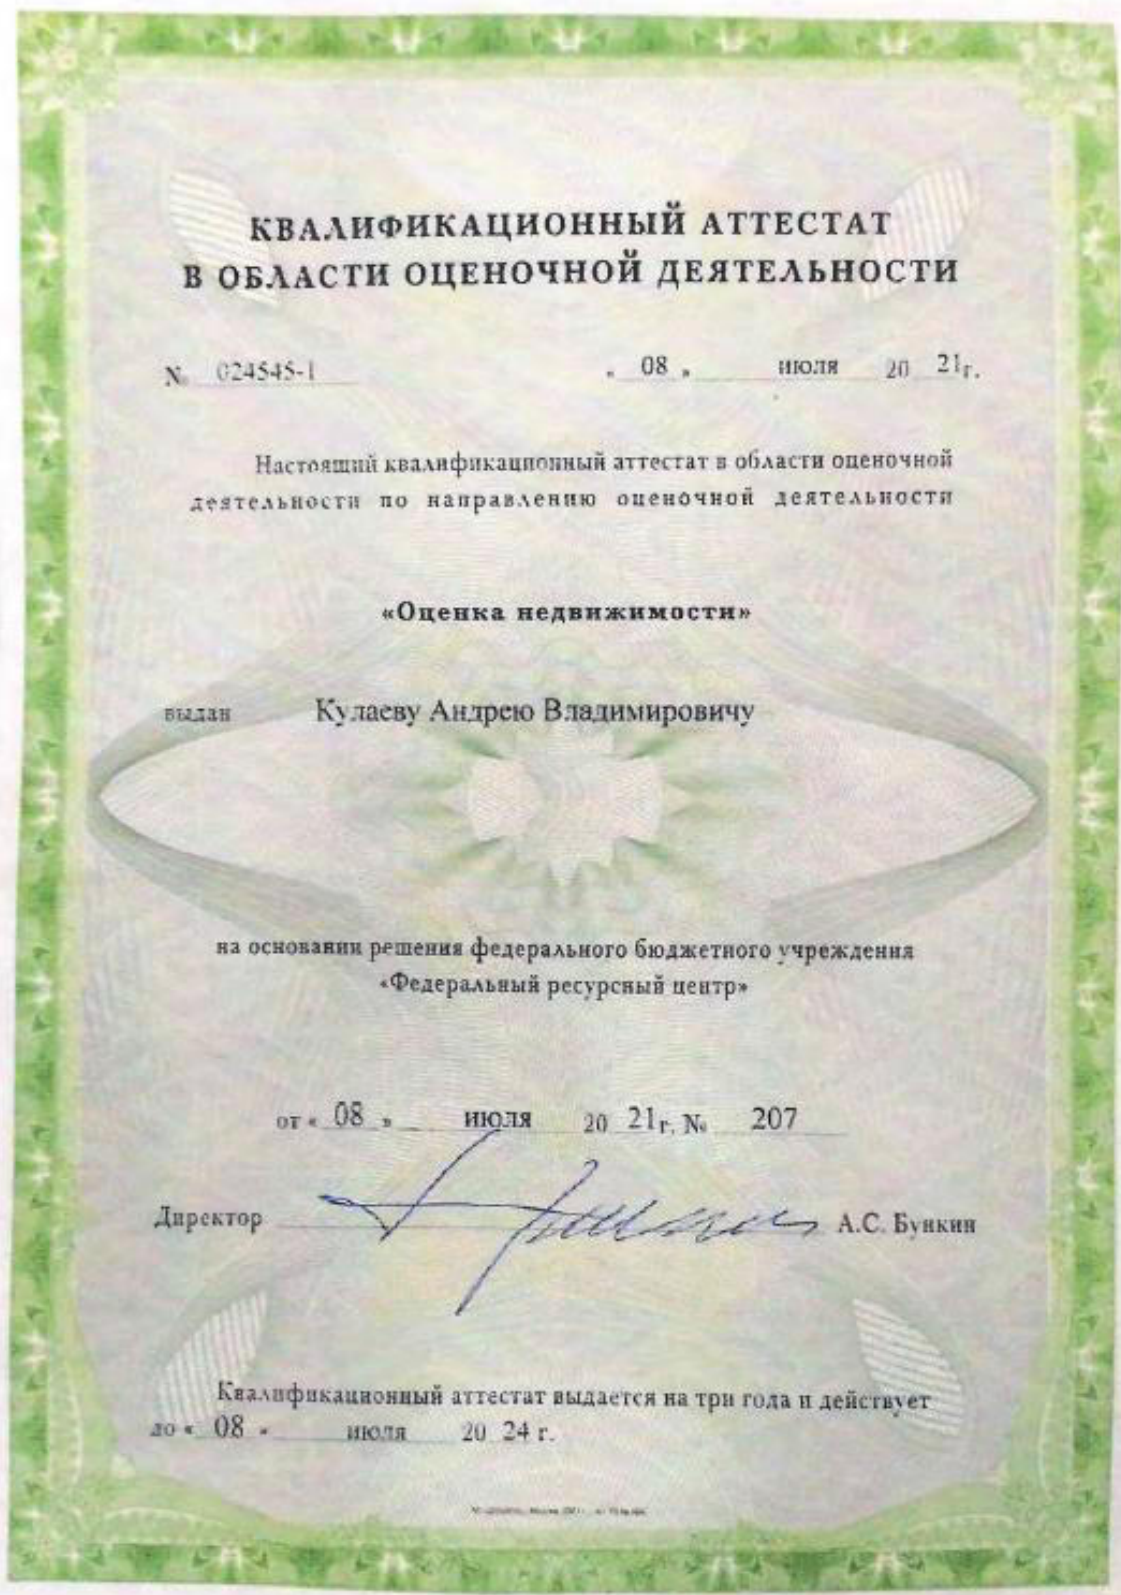 КВАЛИФИКАЦИОННЫЙ АТТЕСТАТ
В ОБЛАСТИ ОЦЕНОЧНОЙ ДЕЯТЕЛЬНОСТИ
№ 024545-1 « 08 » июля 20 21г.
Настоящий квалификационный аттестат в области оценочной
деятельности по направлению оценочной деятельности
«Оценка недвижимости»
выдан Кулаеву Андрею Владимировичу
на основании решения федерального бюджетного учреждения
«Федеральный ресурсный центр»
от « 08 » июля 20 21г. № 207
Директор А.С. Бункин
Квалификационный аттестат выдается на три года и действует
до « 08 » июля 20 24 г.